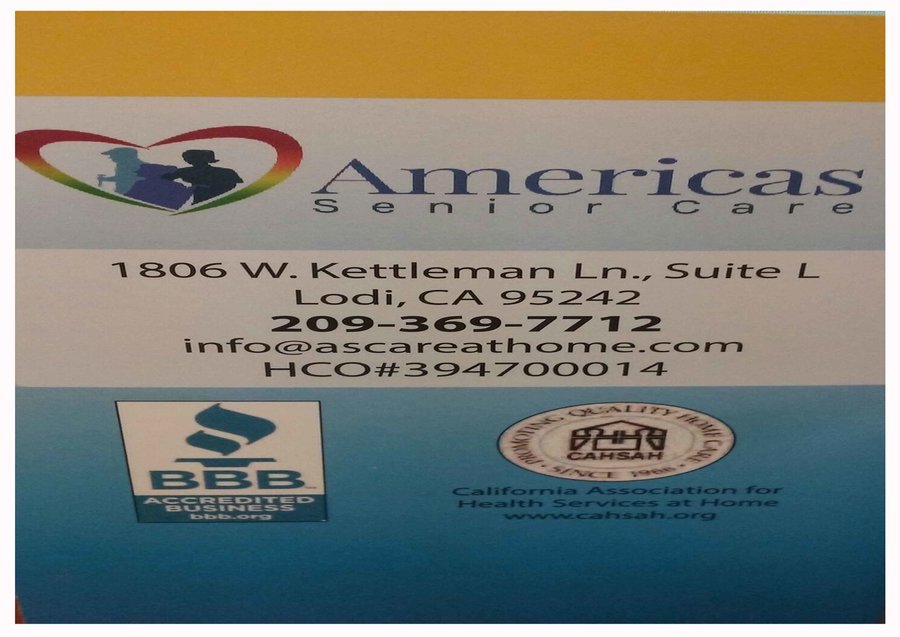 Americas
Senior Care
1806 W. Kettleman Ln., Suite L
Lodi, CA 95242
209-369-7712
info@ascareathome.com
HCO#394700014
BBB
ACCREDITED
BUSINESS
bbb.org
PROMOTING QUALITY HOME CARE
CAHSAH
• SINCE 1966 •
California Association for
Health Services at Home
www.cahsah.org